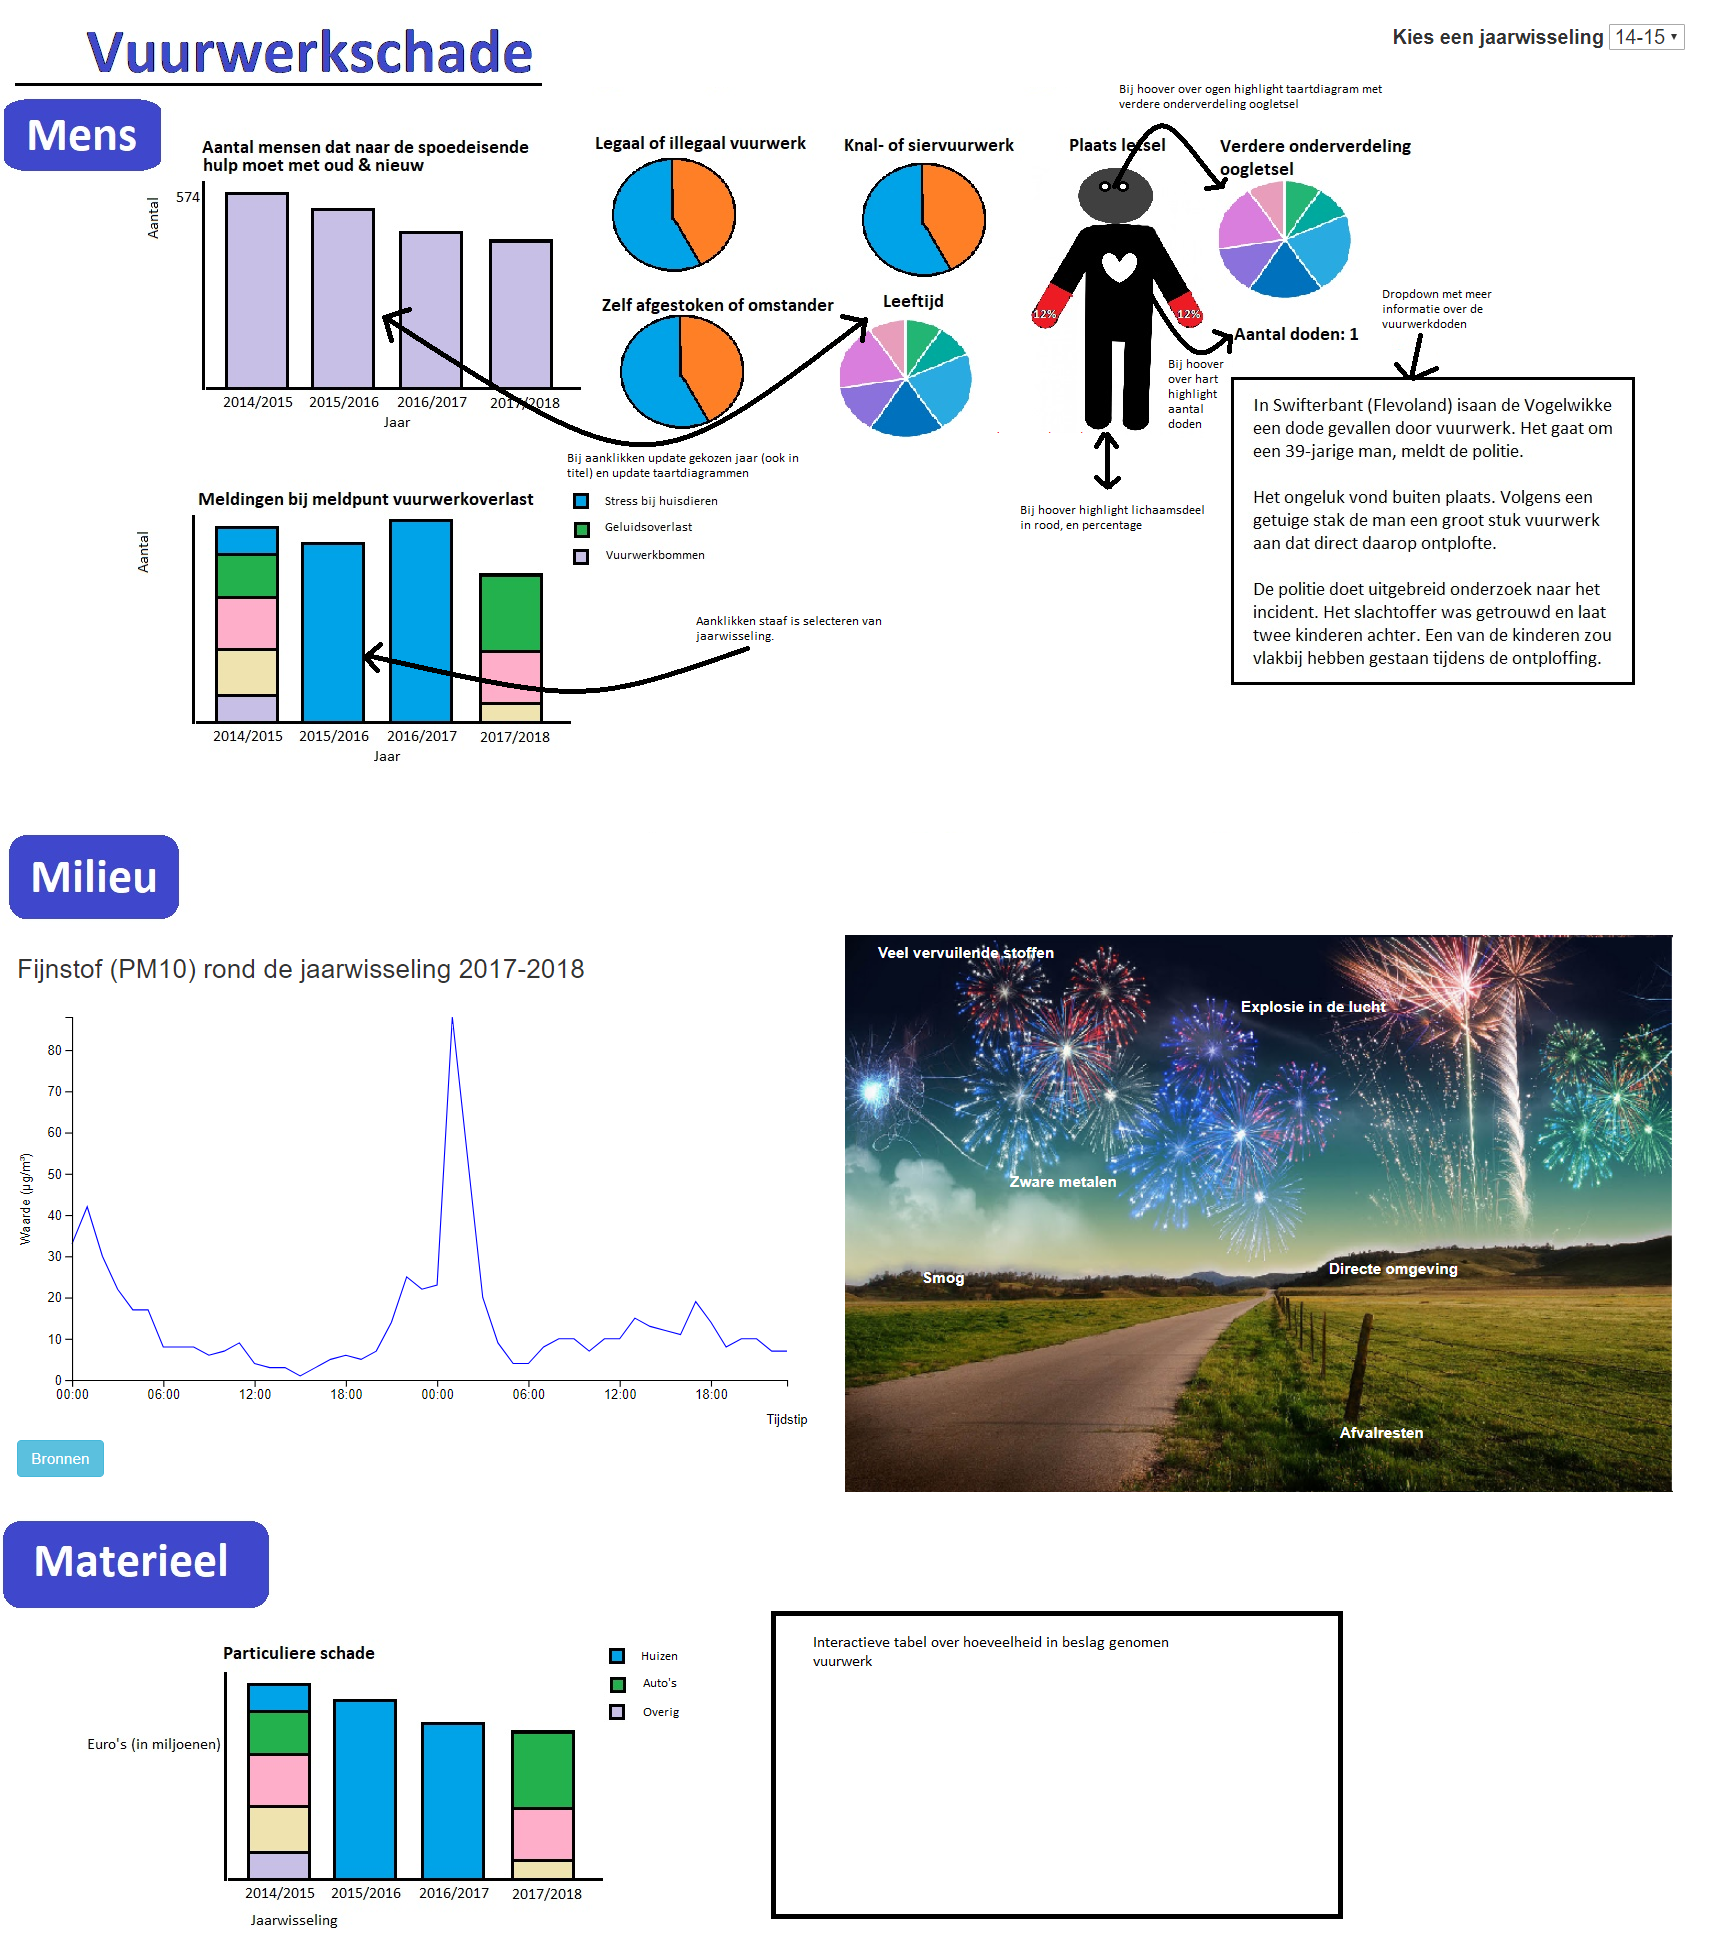 Vuurwerkschade
Kies een jaarwisseling 14-15
Mens
Aantal mensen dat naar de spoedeisende
hulp moet met oud & nieuw
574
Aantal
2014/2015 2015/2016 2016/2017 2017/2018
Jaar
Legaal of illegaal vuurwerk
Knal- of siervuurwerk
Zelf afgestoken of omstander
Leeftijd
Bij aanklikken update gekozen jaar (ook in
titel) en update taartdiagrammen
Bij hoover over ogen highlight taartdiagram met
verdere onderverdeling oogletsel
Plaats letsel
12%
12%
Verdere onderverdeling
oogletsel
Aantal doden: 1
Bij hoover
over hart
highlight
aantal
doden
Bij hoover highlight lichaamsdeel
in rood, en percentage
Dropdown met meer
informatie over de
vuurwerkdoden
In Swifterbant (Flevoland) isaan de Vogelwikke
een dode gevallen door vuurwerk. Het gaat om
een 39-jarige man, meldt de politie.
Het ongeluk vond buiten plaats. Volgens een
getuige stak de man een groot stuk vuurwerk
aan dat direct daarop ontplofte.
De politie doet uitgebreid onderzoek naar het
incident. Het slachtoffer was getrouwd en laat
twee kinderen achter. Een van de kinderen zou
vlakbij hebben gestaan tijdens de ontploffing.
Meldingen bij meldpunt vuurwerkoverlast
Aantal
2014/2015 2015/2016 2016/2017 2017/2018
Jaar
Stress bij huisdieren
Geluidsoverlast
Vuurwerkbommen
Aanklikken staaf is selecteren van
jaarwisseling.
Milieu
Fijnstof (PM10) rond de jaarwisseling 2017-2018
80
70
60
50
40
30
20
10
0
Waarde (µg/m³)
00:00 06:00 12:00 18:00 00:00 06:00 12:00 18:00
Tijdstip
Bronnen
Veel vervuilende stoffen
Explosie in de lucht
Zware metalen
Smog
Directe omgeving
Afvalresten
Materieel
Particuliere schade
Euro's (in miljoenen)
2014/2015 2015/2016 2016/2017 2017/2018
Jaarwisseling
Huizen
Auto's
Overig
Interactieve tabel over hoeveelheid in beslag genomen
vuurwerk